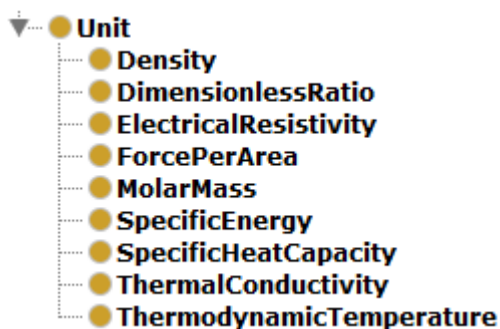 Unit
Density
DimensionlessRatio
ElectricalResistivity
ForcePerArea
MolarMass
SpecificEnergy
SpecificHeatCapacity
ThermalConductivity
ThermodynamicTemperature